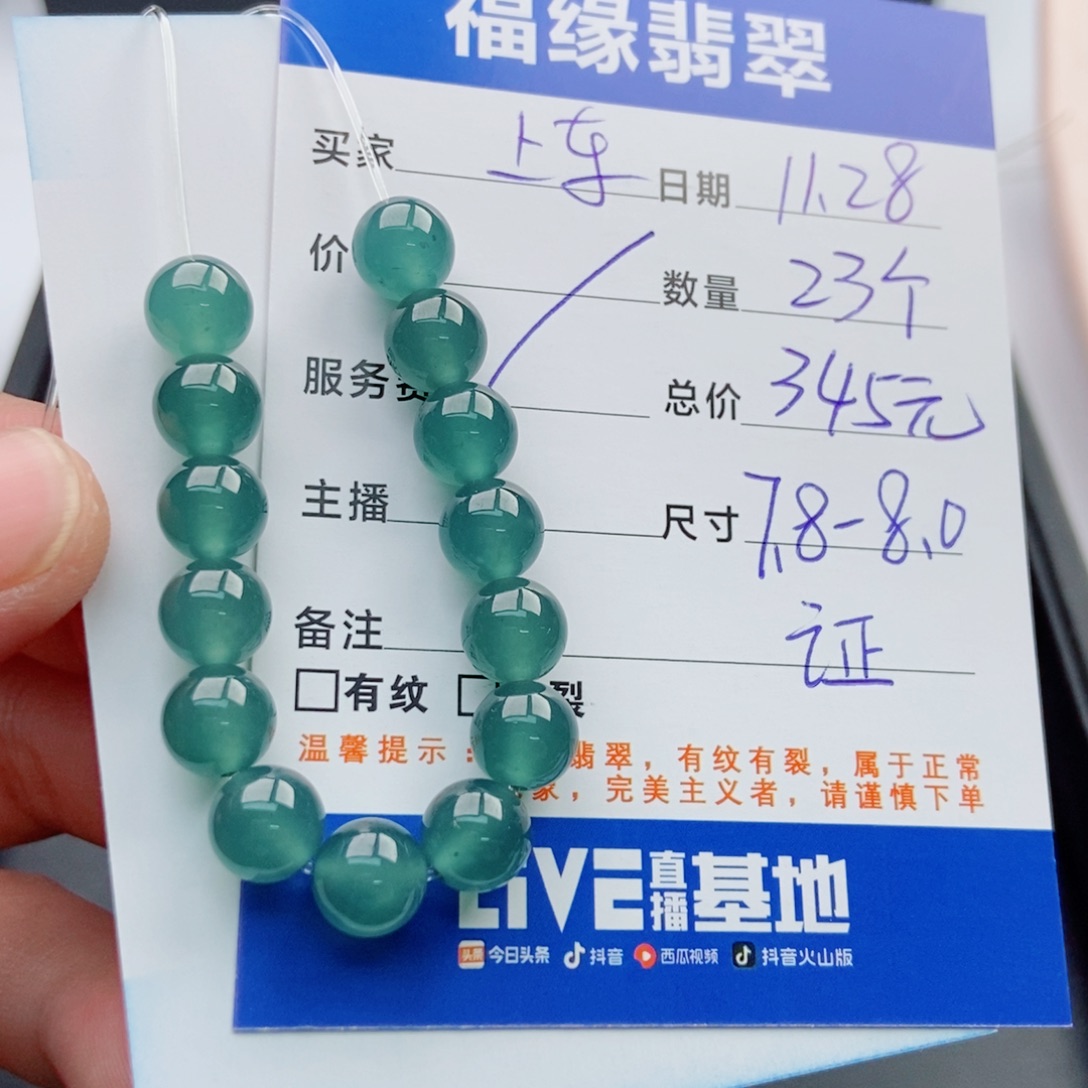 福缘翡翠
买家 上车 日期 11.28
价 数量 23个
服务费 总价 345元
主播 尺寸 7.8-8.0
备注 证
□有纹 □ 裂
温馨提示: 翡翠，有纹有裂，属于正常
家，完美主义者，请谨慎下单
LIVE直播基地
头条 今日头条 抖音 西瓜视频 抖音火山版